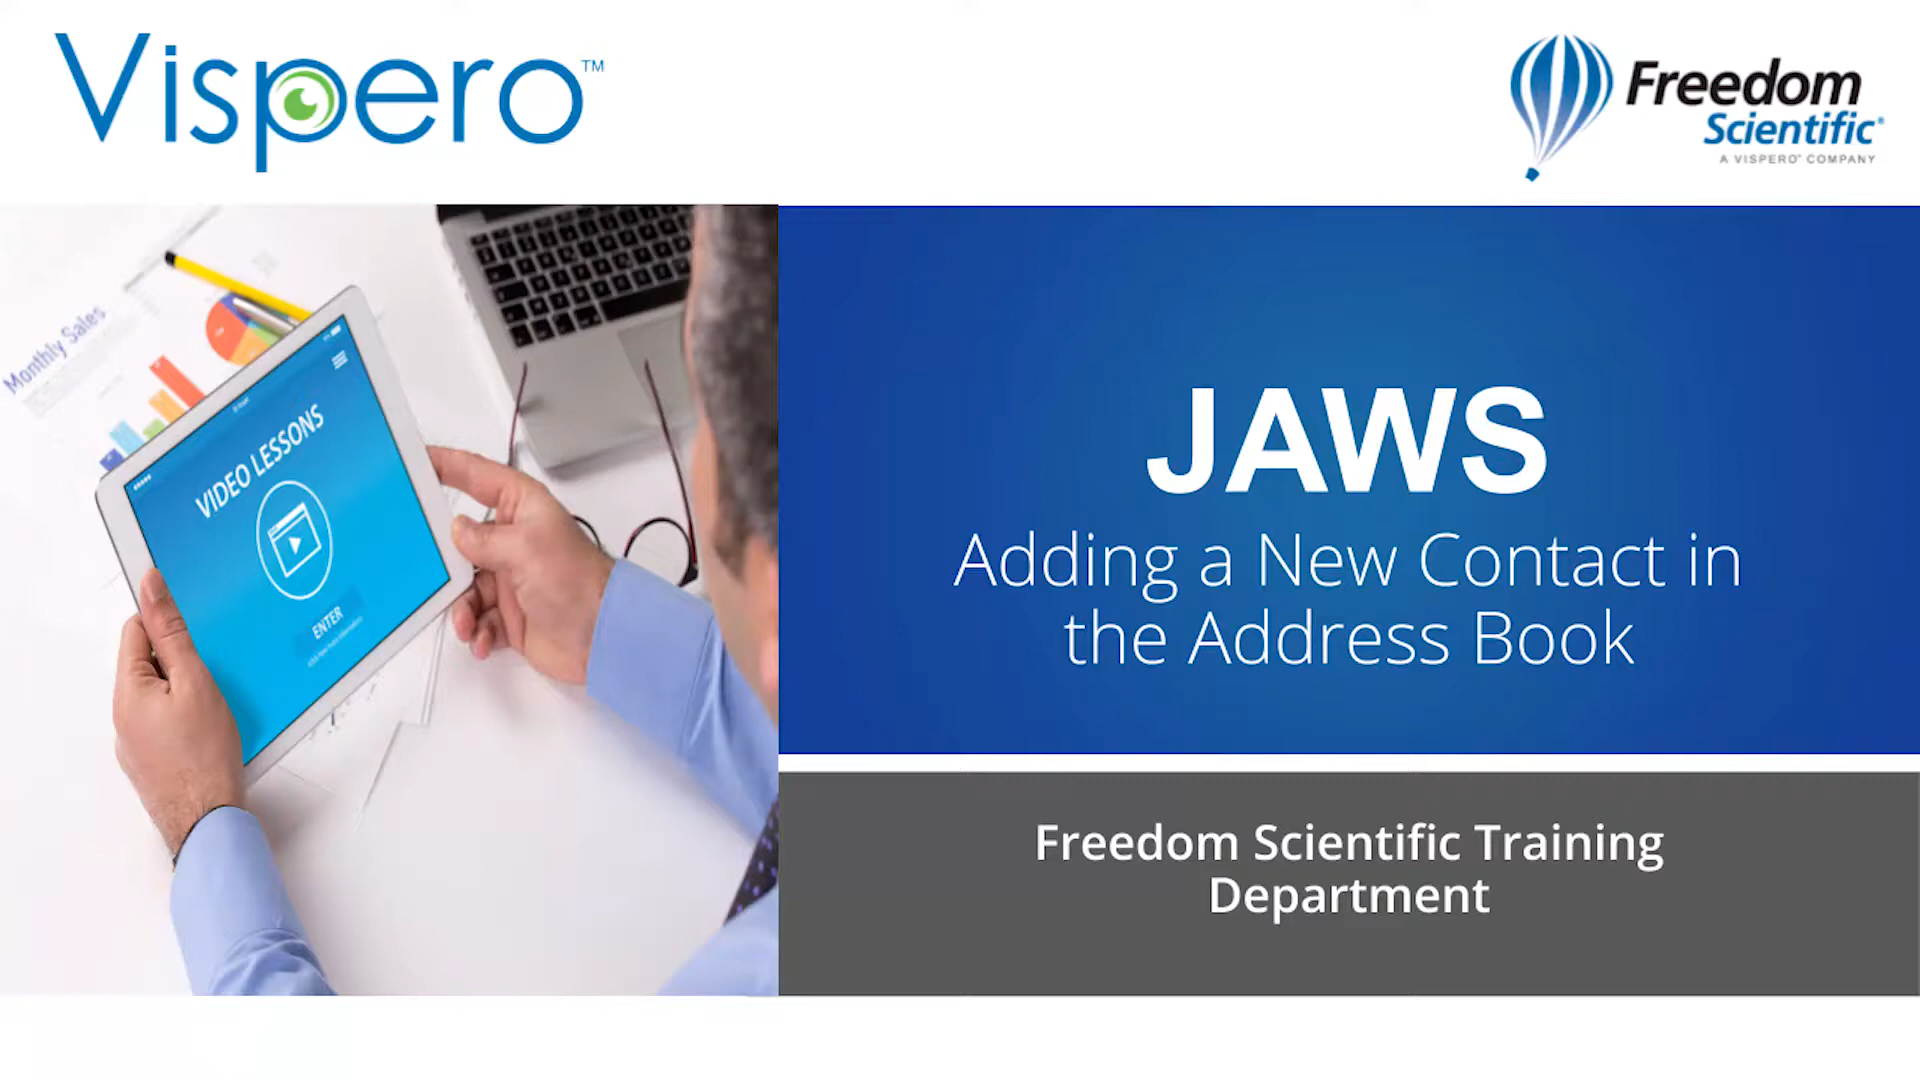 Vispero™
Freedom
Scientific®
A VISPERO™ COMPANY
Monthly Sales
VIDEO LESSONS
ENTER
JAWS
Adding a New Contact in
the Address Book
Freedom Scientific Training
Department